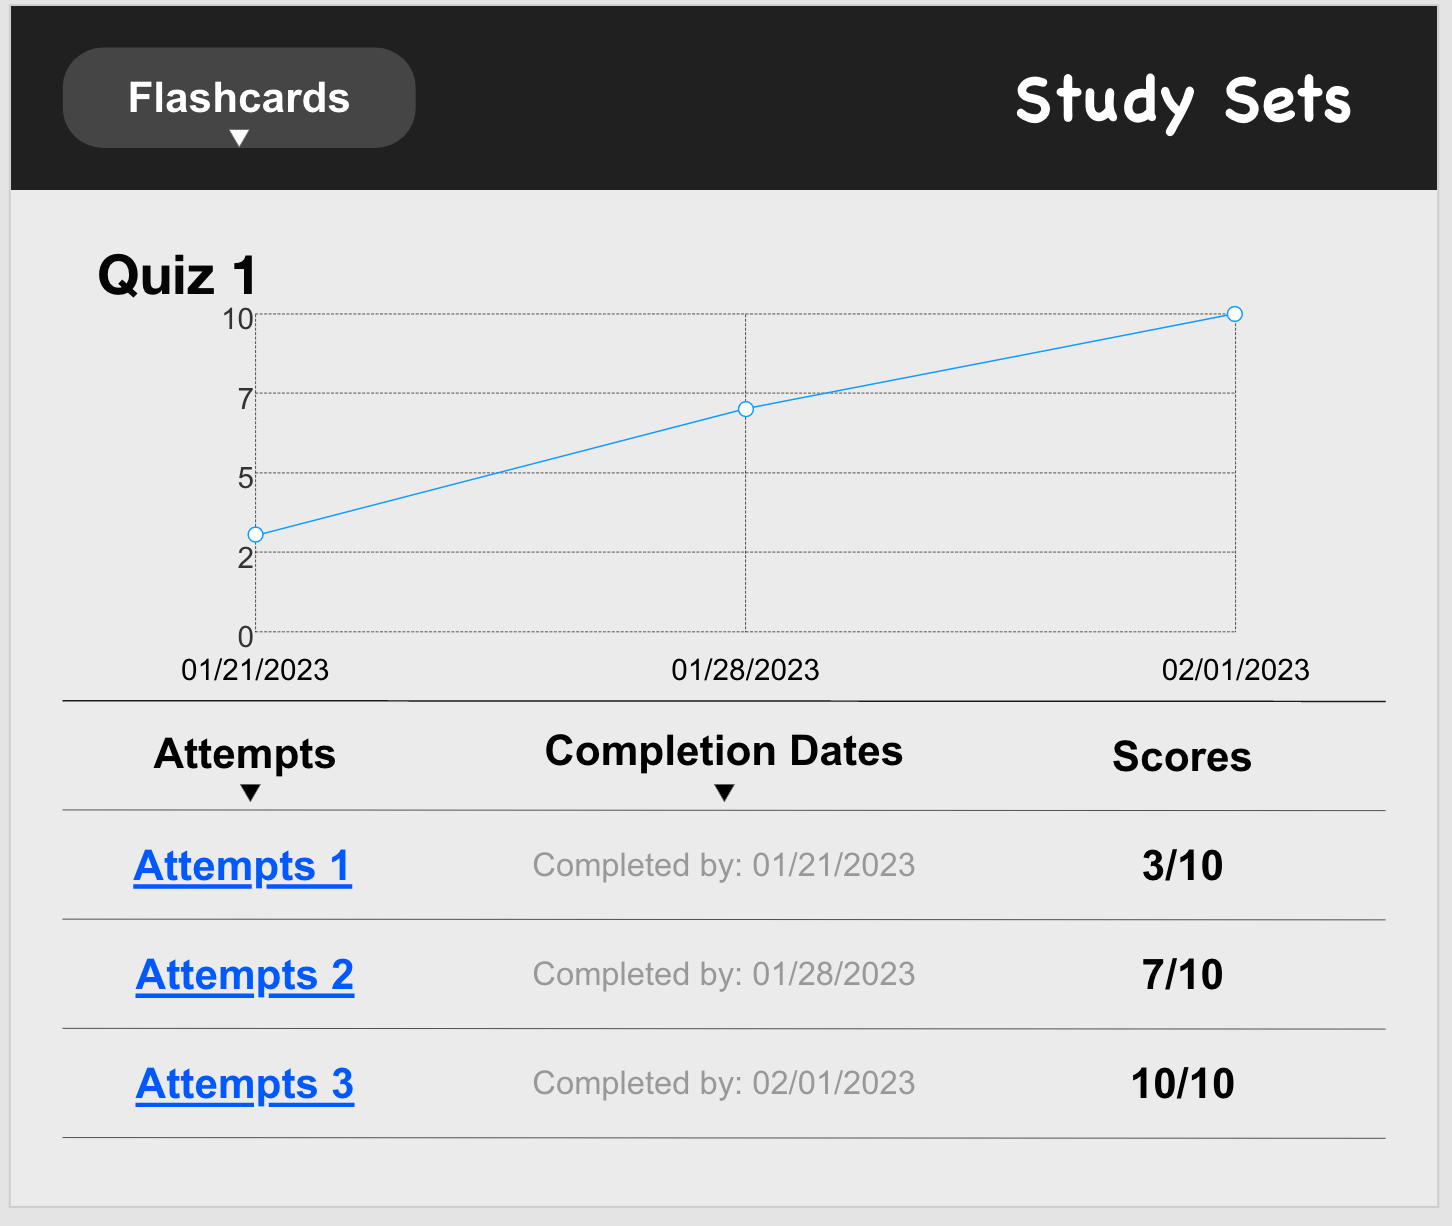 Flashcards
Study Sets
Quiz 1
10
7
5
2
0
01/21/2023 01/28/2023 02/01/2023
Attempts Completion Dates Scores
Attempts 1 Completed by: 01/21/2023 3/10
Attempts 2 Completed by: 01/28/2023 7/10
Attempts 3 Completed by: 02/01/2023 10/10